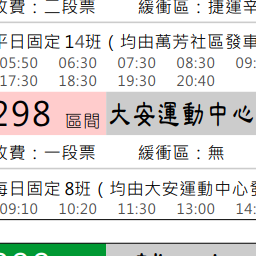 收費：二段票 緩衝區：捷運辛
平日固定 14班（均由萬芳社區發車
05:50 06:30 07:30 08:30 09:
17:30 18:30 19:30 20:40
298 區間 大安運動中心
收費：一段票 緩衝區：無
每日固定 8班（均由大安運動中心發
09:10 10:20 11:30 13:00 14: